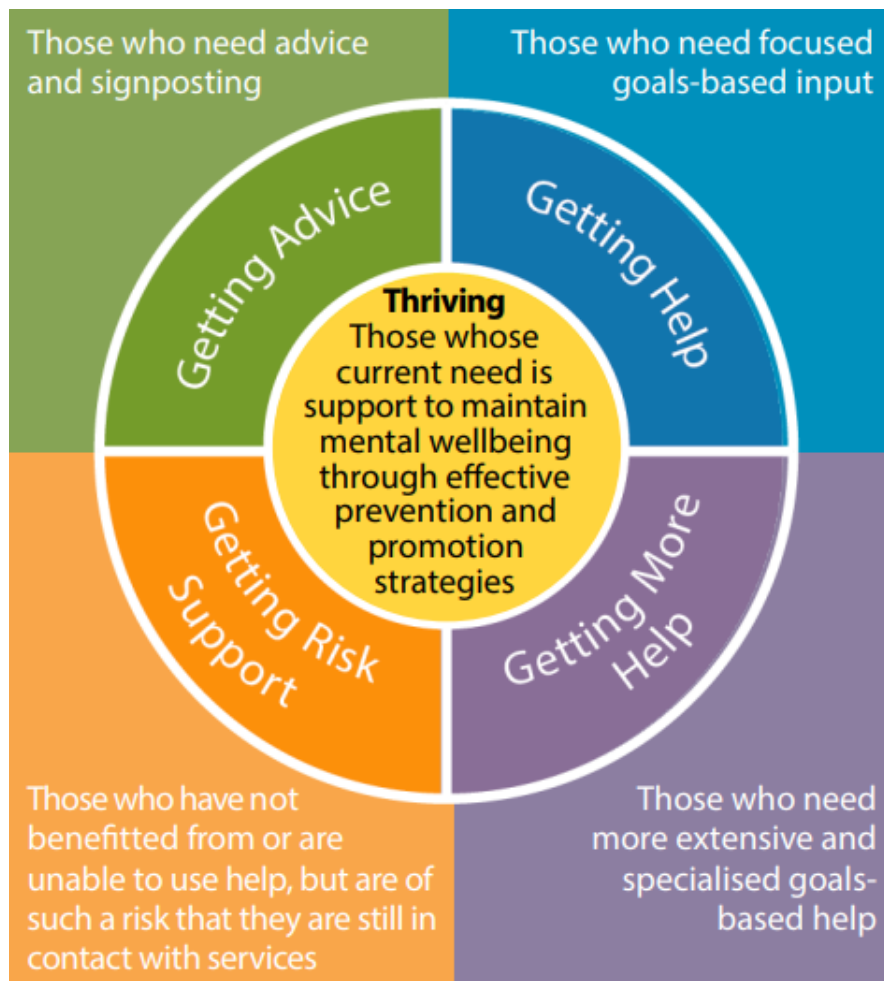 Those who need advice
and signposting
Those who need focused
goals-based input
Getting Advice
Getting Help
Thriving
Those whose
current need is
support to maintain
mental wellbeing
through effective
prevention and
promotion
strategies
Getting Risk
Support
Getting More
Help
Those who have not
benefitted from or are
unable to use help, but are of
such a risk that they are still in
contact with services
Those who need
more extensive and
specialised goals-
based help